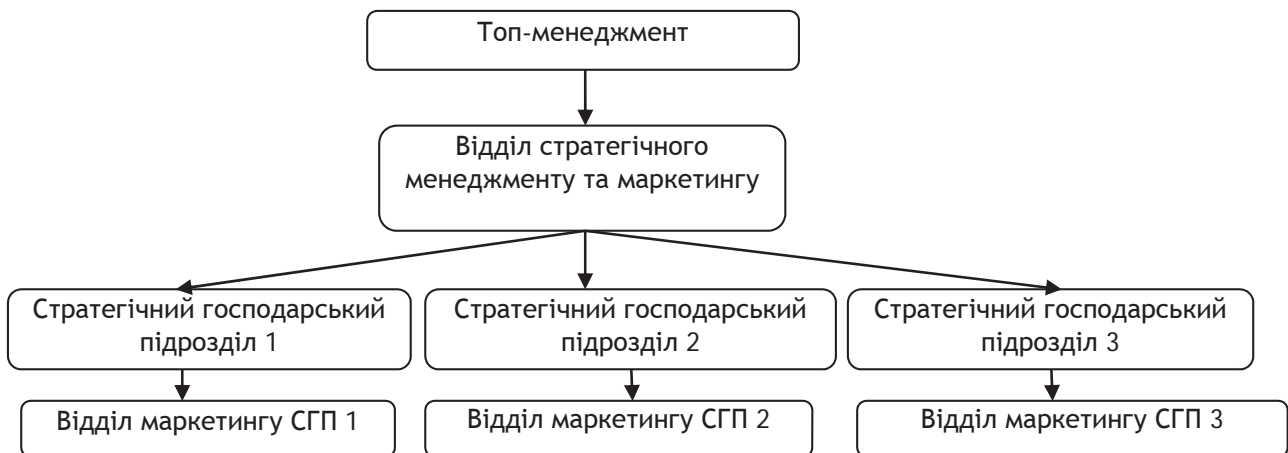 Топ-менеджмент
Відділ стратегічного
менеджменту та маркетингу
Стратегічний господарський
підрозділ 1
Стратегічний господарський
підрозділ 2
Стратегічний господарський
підрозділ 3
Відділ маркетингу СГП 1
Відділ маркетингу СГП 2
Відділ маркетингу СГП 3